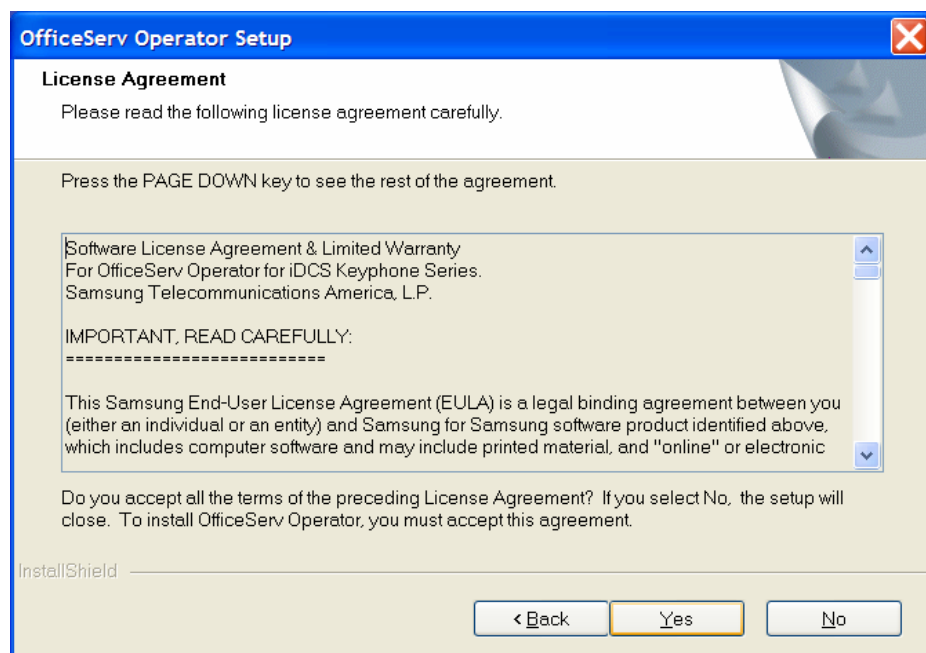 OfficeServ Operator Setup
License Agreement
Please read the following license agreement carefully.
Press the PAGE DOWN key to see the rest of the agreement.
Software License Agreement & Limited Warranty
For OfficeServ Operator for iDCS Keyphone Series.
Samsung Telecommunications America, L.P.
IMPORTANT, READ CAREFULLY:
===========================
This Samsung End-User License Agreement (EULA) is a legal binding agreement between you
(either an individual or an entity) and Samsung for Samsung software product identified above,
which includes computer software and may include printed material, and "online" or electronic
Do you accept all the terms of the preceding License Agreement? If you select No, the setup will
close. To install OfficeServ Operator, you must accept this agreement.
InstallShield
< Back Yes No